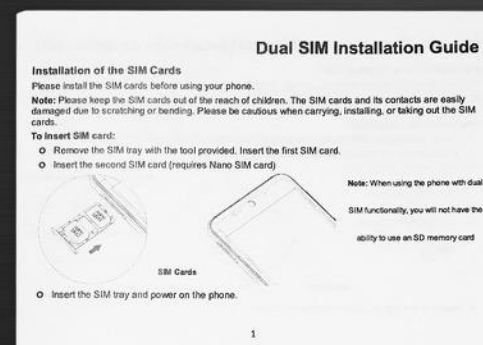 Dual SIM Installation Guide
Installation of the SIM Cards
Please install the SIM cards before using your phone.
Note: Please keep the SIM cards out of the reach of children. The SIM cards and its contacts are easily
damaged due to scratching or bending. Please be cautious when carrying, installing, or taking out the SIM
cards.
To Insert SIM card:
o Remove the SIM tray with the tool provided. Insert the first SIM card.
o Insert the second SIM card (requires Nano SIM card)
Note: When using the phone with dual
SIM functionality, you will not have the
ability to use an SD memory card
SIM Cards
o Insert the SIM tray and power on the phone.
1